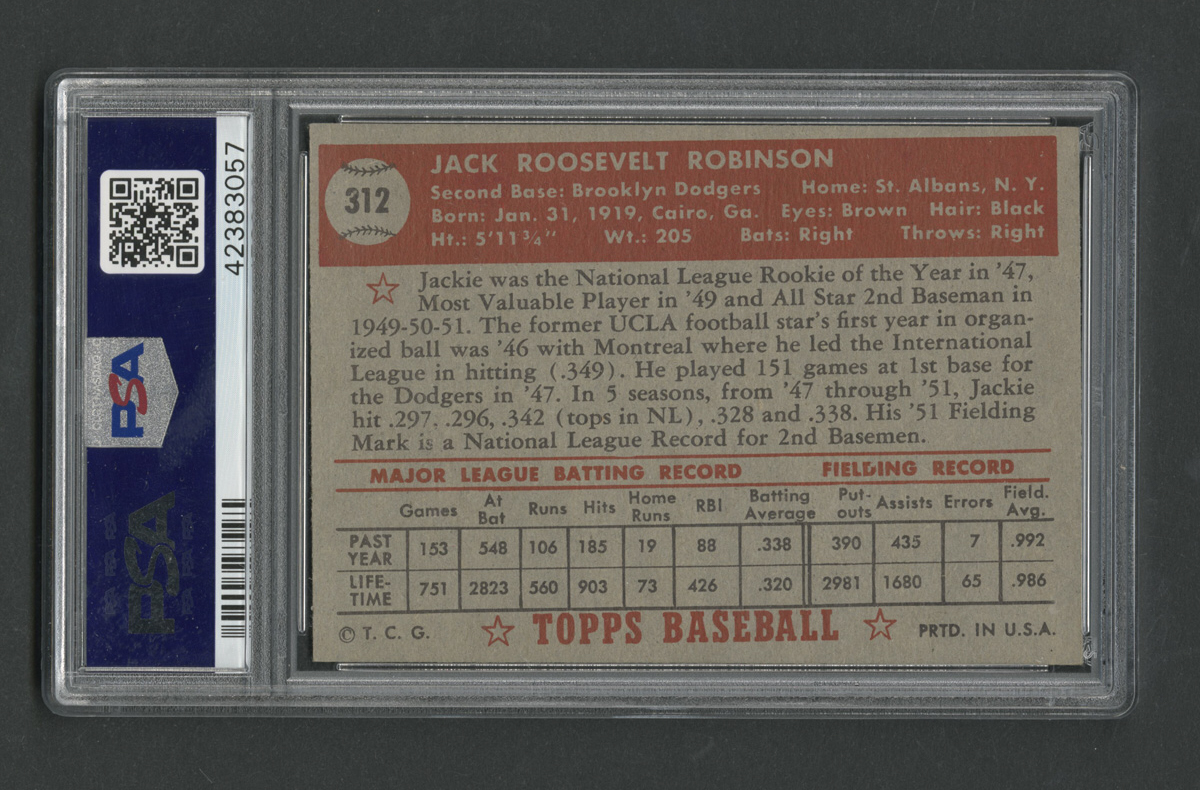 42383057
PSA
PSA
312
JACK ROOSEVELT ROBINSON
Second Base: Brooklyn Dodgers Home: St. Albans, N. Y.
Born: Jan. 31, 1919, Cairo, Ga. Eyes: Brown Hair: Black
Ht.: 5'11 3/4" Wt.: 205 Bats: Right Throws: Right
Jackie was the National League Rookie of the Year in '47,
Most Valuable Player in '49 and All Star 2nd Baseman in
1949-50-51. The former UCLA football star's first year in organ-
ized ball was '46 with Montreal where he led the International
League in hitting (.349). He played 151 games at 1st base for
the Dodgers in '47. In 5 seasons, from '47 through '51, Jackie
hit .297, .296, .342 (tops in NL), .328 and .338. His '51 Fielding
Mark is a National League Record for 2nd Basemen.
MAJOR LEAGUE BATTING RECORD FIELDING RECORD
Games At Bat Runs Hits Home Runs RBI Batting Average Put-outs Assists Errors Field. Avg.
PAST YEAR 153 548 106 185 19 88 .338 390 435 7 .992
LIFE-TIME 751 2823 560 903 73 426 .320 2981 1680 65 .986
© T. C. G. TOPPS BASEBALL PRTD. IN U.S.A.